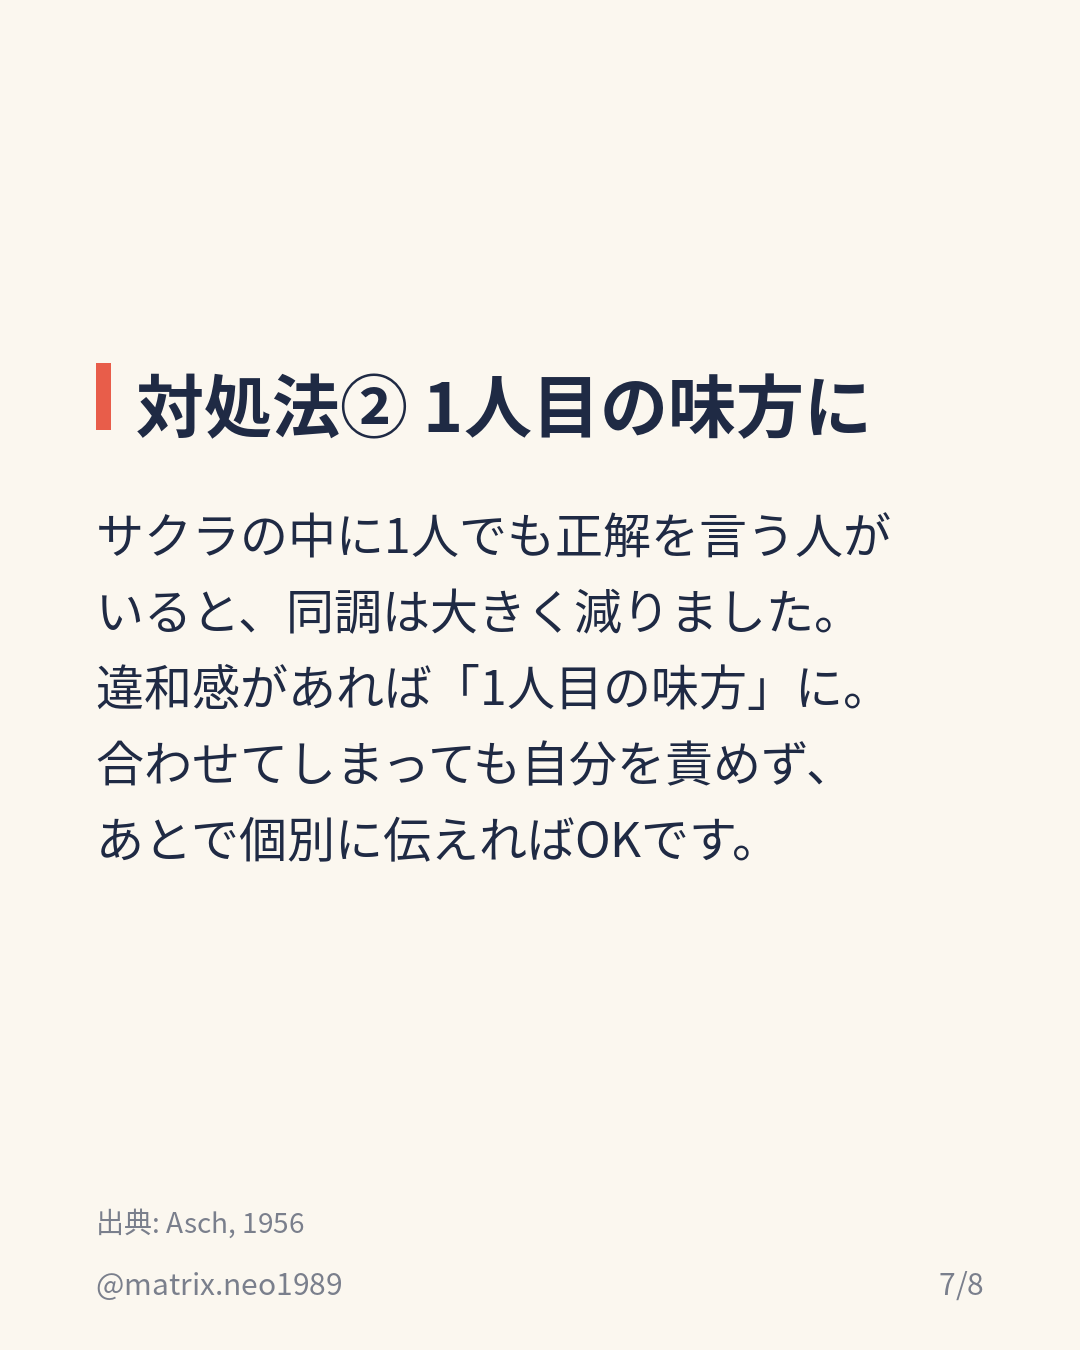 対処法② 1人目の味方に
サクラの中に1人でも正解を言う人が
いると、同調は大きく減りました。
違和感があれば「1人目の味方」に。
合わせてしまっても自分を責めず、
あとで個別に伝えればOKです。
出典: Asch, 1956
@matrix.neo1989
7/8